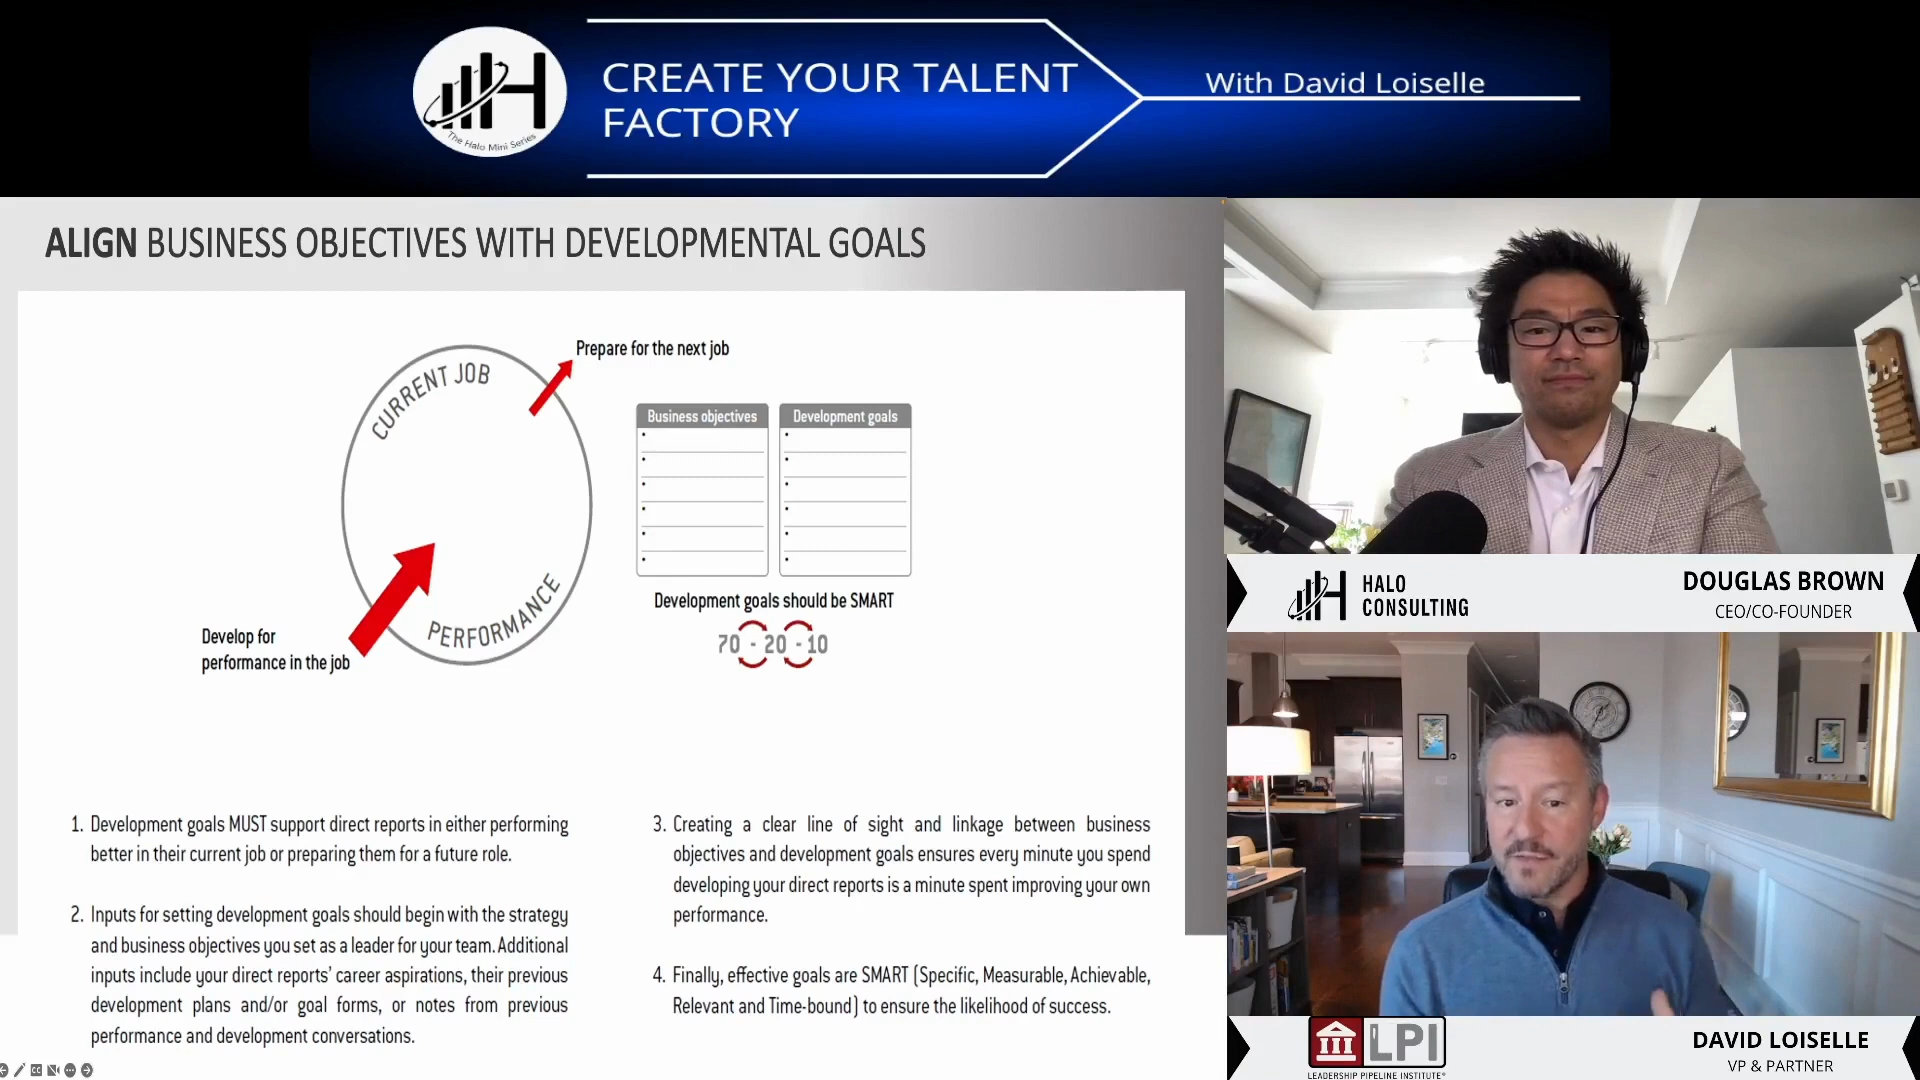 CREATE YOUR TALENT
FACTORY
With David Loiselle
The Halo Mini Series
ALIGN BUSINESS OBJECTIVES WITH DEVELOPMENTAL GOALS
CURRENT JOB
PERFORMANCE
Prepare for the next job
Develop for
performance in the job
Business objectives
Development goals
Development goals should be SMART
70 - 20 - 10
1. Development goals MUST support direct reports in either performing
better in their current job or preparing them for a future role.
2. Inputs for setting development goals should begin with the strategy
and business objectives you set as a leader for your team. Additional
inputs include your direct reports' career aspirations, their previous
development plans and/or goal forms, or notes from previous
performance and development conversations.
3. Creating a clear line of sight and linkage between business
objectives and development goals ensures every minute you spend
developing your direct reports is a minute spent improving your own
performance.
4. Finally, effective goals are SMART (Specific, Measurable, Achievable,
Relevant and Time-bound) to ensure the likelihood of success.
HALO
CONSULTING
DOUGLAS BROWN
CEO/CO-FOUNDER
LPI
LEADERSHIP PIPELINE INSTITUTE
DAVID LOISELLE
VP & PARTNER